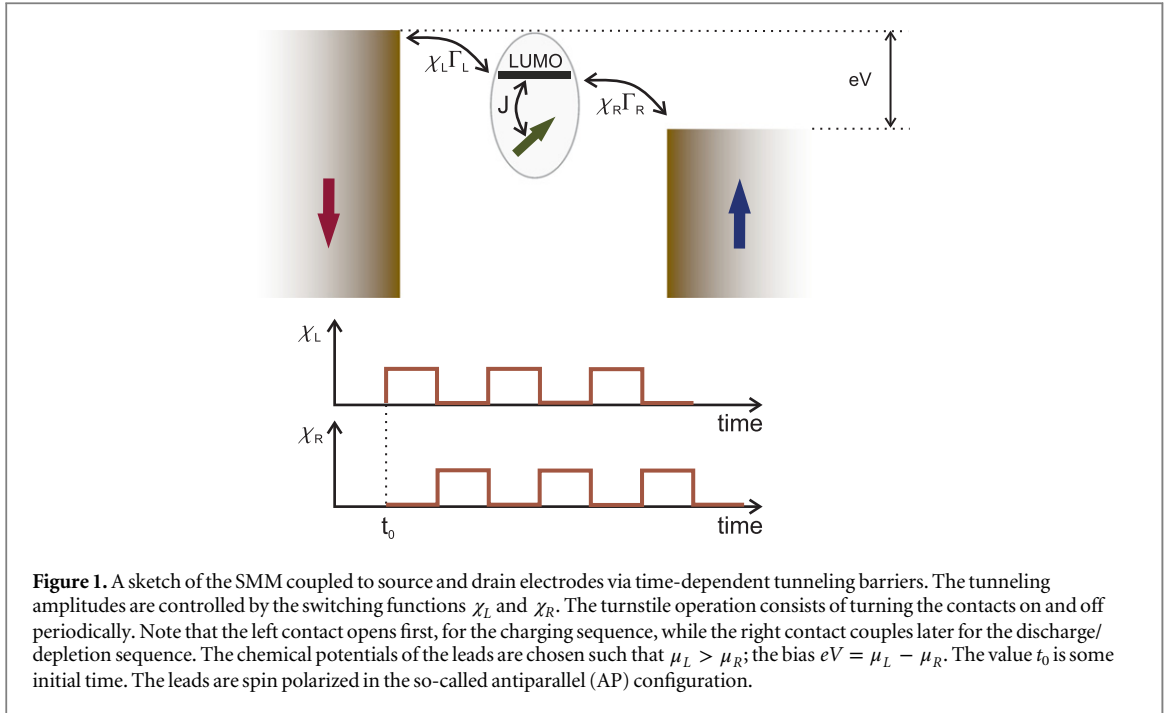 LUMO
χLΓL
J
χRΓR
eV
χL
time
χR
t0
time
Figure 1. A sketch of the SMM coupled to source and drain electrodes via time-dependent tunneling barriers. The tunneling
amplitudes are controlled by the switching functions χL and χR. The turnstile operation consists of turning the contacts on and off
periodically. Note that the left contact opens first, for the charging sequence, while the right contact couples later for the discharge/
depletion sequence. The chemical potentials of the leads are chosen such that μL > μR; the bias eV = μL − μR. The value t0 is some
initial time. The leads are spin polarized in the so-called antiparallel (AP) configuration.